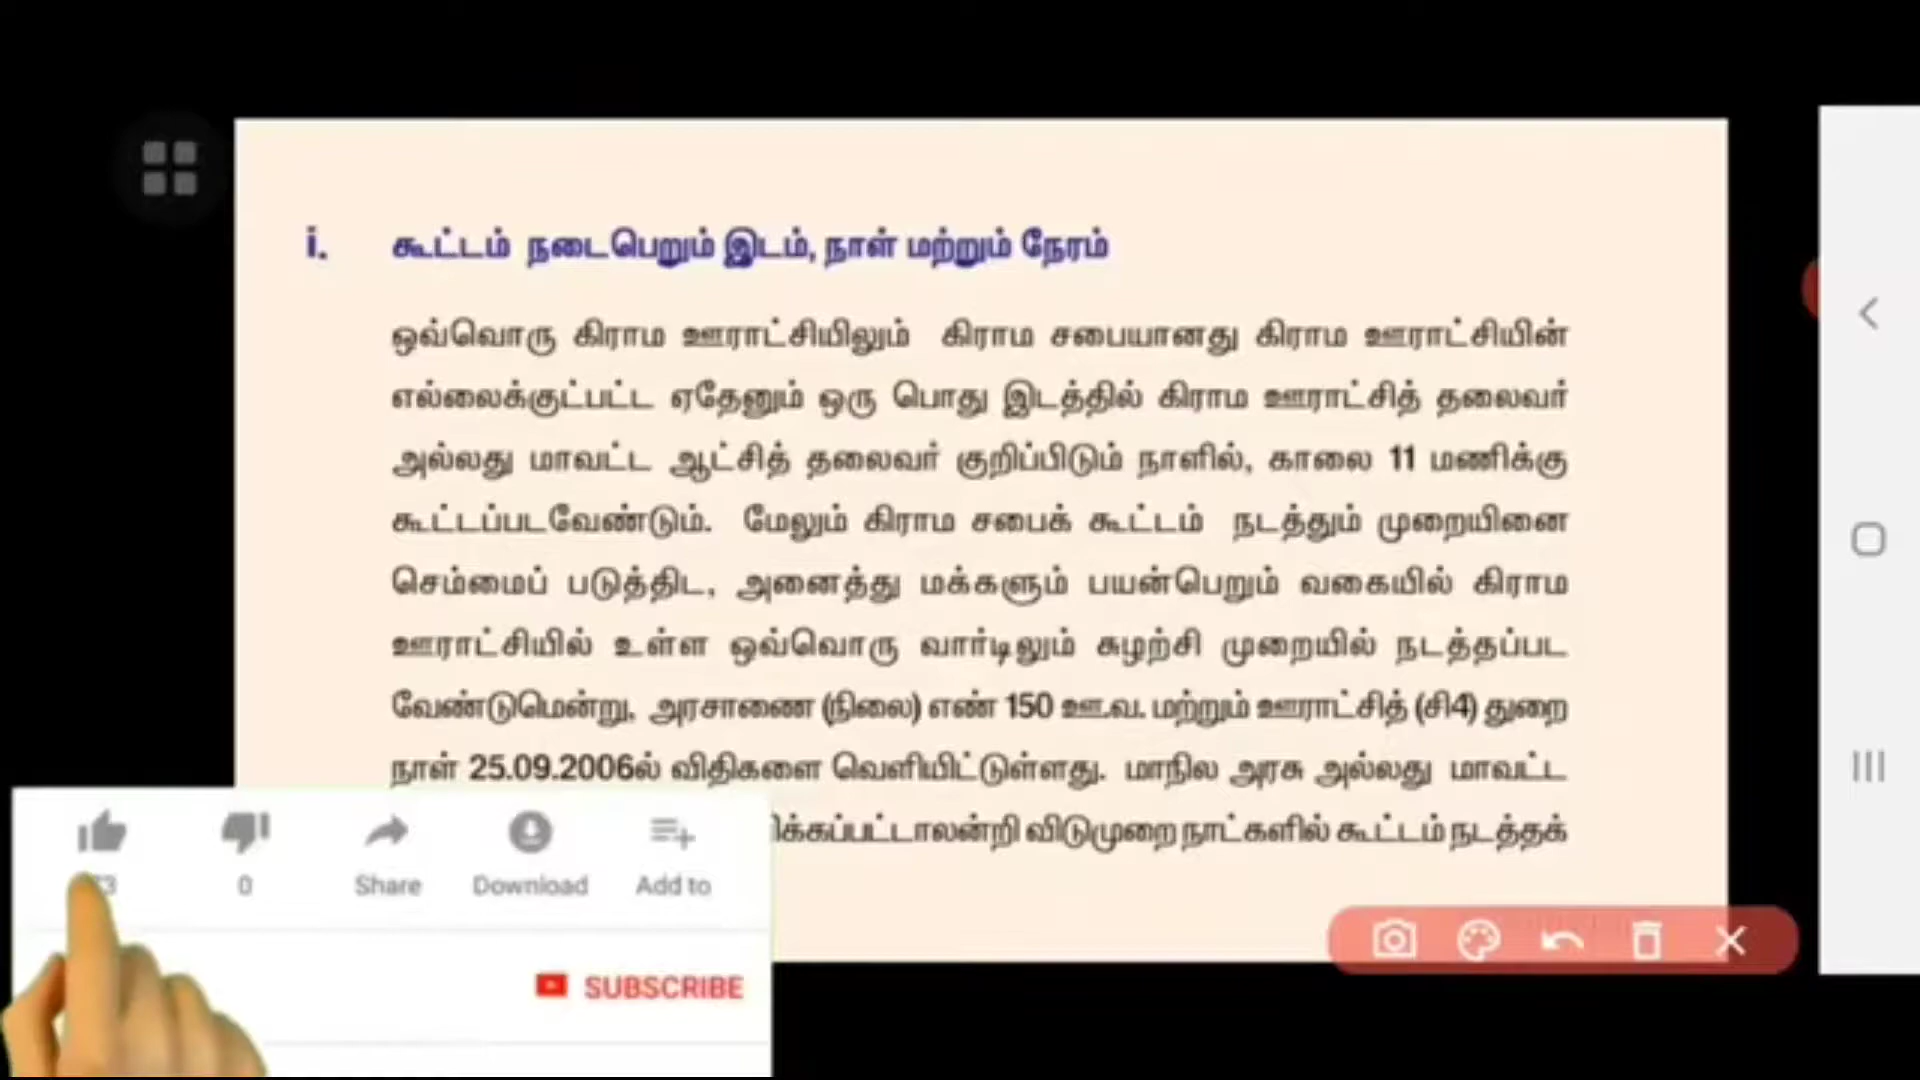 i. கூட்டம் நடைபெறும் இடம், நாள் மற்றும் நேரம்
ஒவ்வொரு கிராம ஊராட்சியிலும் கிராம சபையானது கிராம ஊராட்சியின்
எல்லைக்குட்பட்ட ஏதேனும் ஒரு பொது இடத்தில் கிராம ஊராட்சித் தலைவர்
அல்லது மாவட்ட ஆட்சித் தலைவர் குறிப்பிடும் நாளில், காலை 11 மணிக்கு
கூட்டப்படவேண்டும். மேலும் கிராம சபைக் கூட்டம் நடத்தும் முறையினை
செம்மைப் படுத்திட, அனைத்து மக்களும் பயன்பெறும் வகையில் கிராம
ஊராட்சியில் உள்ள ஒவ்வொரு வார்டிலும் சுழற்சி முறையில் நடத்தப்பட
வேண்டுமென்று, அரசாணை (நிலை) எண் 150 ஊ.வ. மற்றும் ஊராட்சித் (சி4) துறை
நாள் 25.09.2006ல் விதிகளை வெளியிட்டுள்ளது. மாநில அரசு அல்லது மாவட்ட
விடுமுறை நாட்களில் கூட்டம் நடத்தக்
0 Share Download Add to
SUBSCRIBE